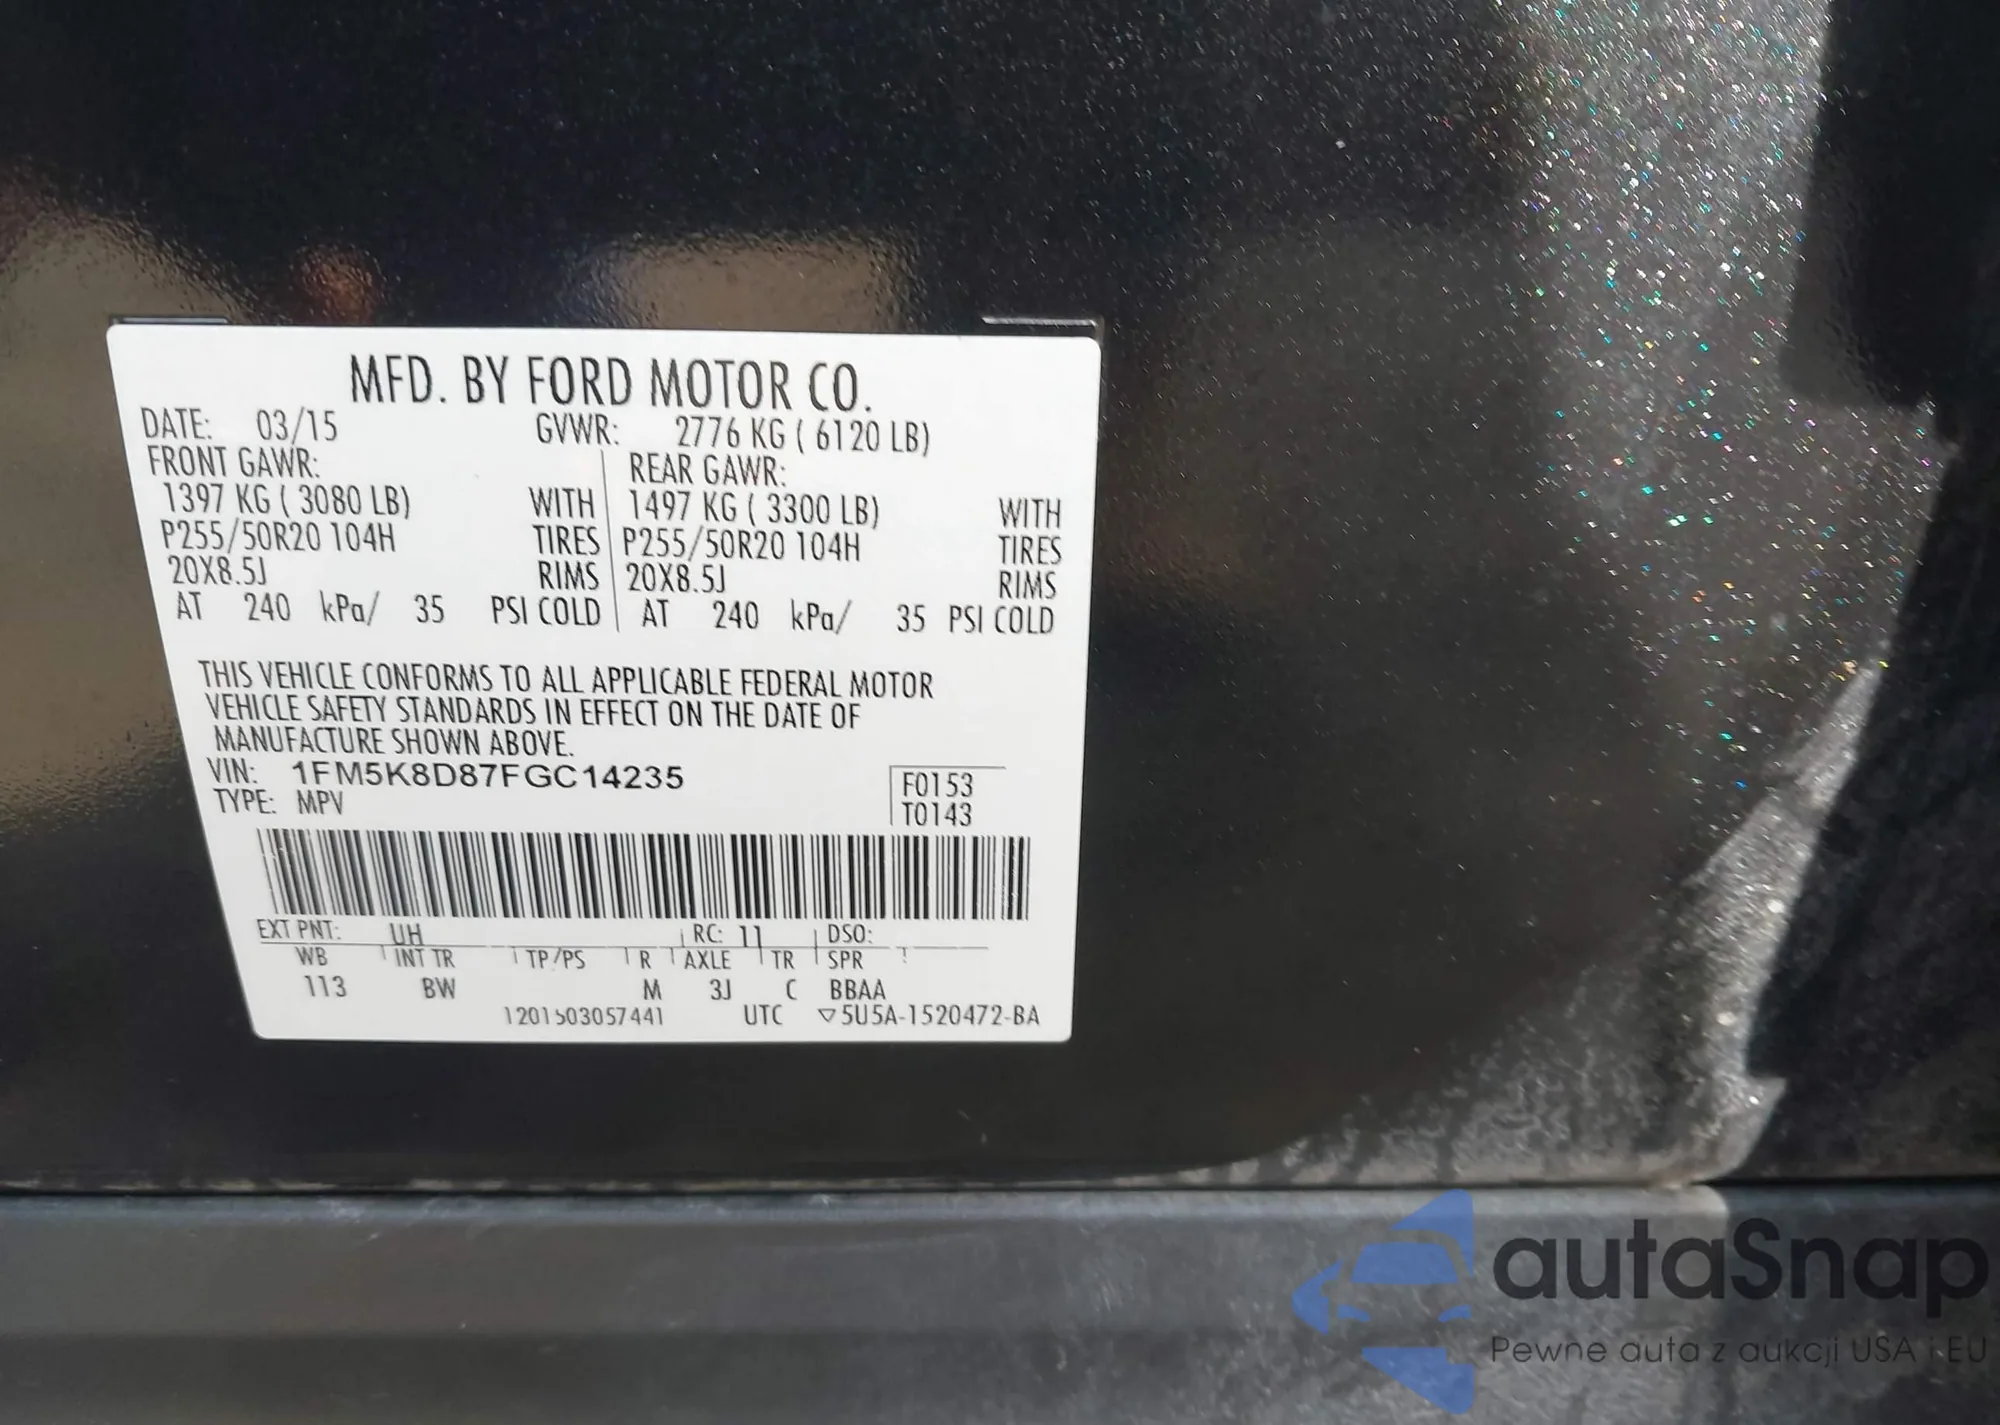 MFD. BY FORD MOTOR CO.
DATE: 03/15 GVWR: 2776 KG ( 6120 LB)
FRONT GAWR: REAR GAWR:
1397 KG ( 3080 LB) WITH 1497 KG ( 3300 LB) WITH
P255/50R20 104H TIRES P255/50R20 104H TIRES
20X8.5J RIMS 20X8.5J RIMS
AT 240 kPa/ 35 PSI COLD AT 240 kPa/ 35 PSI COLD
THIS VEHICLE CONFORMS TO ALL APPLICABLE FEDERAL MOTOR
VEHICLE SAFETY STANDARDS IN EFFECT ON THE DATE OF
MANUFACTURE SHOWN ABOVE.
VIN: 1FM5K8D87FGC14235 F0153
TYPE: MPV T0143
EXT PNT: UH RC: 11 DSO:
WB INT TR TP/PS R AXLE TR SPR
113 BW M 3J C BBAA
1201503057441 UTC ▽5U5A-1520472-BA
autaSnap
Pewne auta z aukcji USA i EU